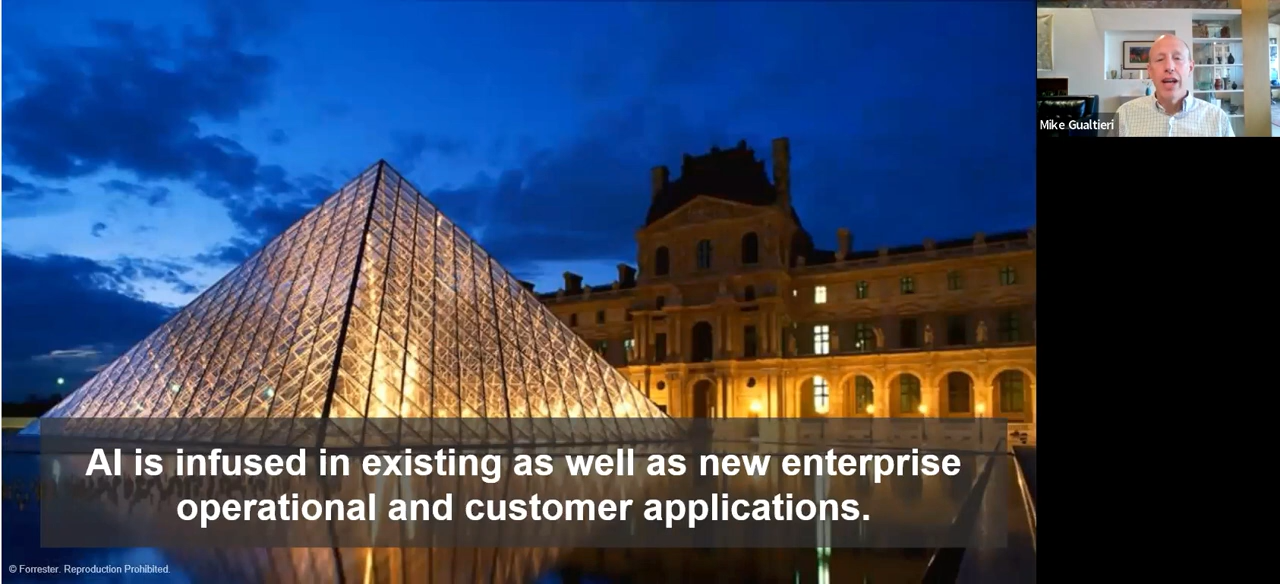 Mike Gualtieri
AI is infused in existing as well as new enterprise
operational and customer applications.
© Forrester. Reproduction Prohibited.